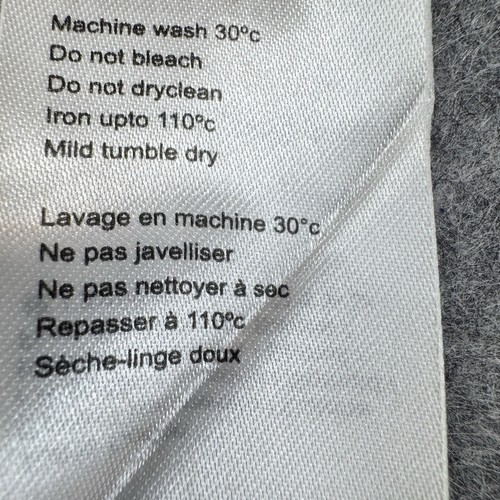 Machine wash 30°c
Do not bleach
Do not dryclean
Iron upto 110°c
Mild tumble dry
Lavage en machine 30°c
Ne pas javelliser
Ne pas nettoyer à sec
Repasser à 110°c
Sèche-linge doux